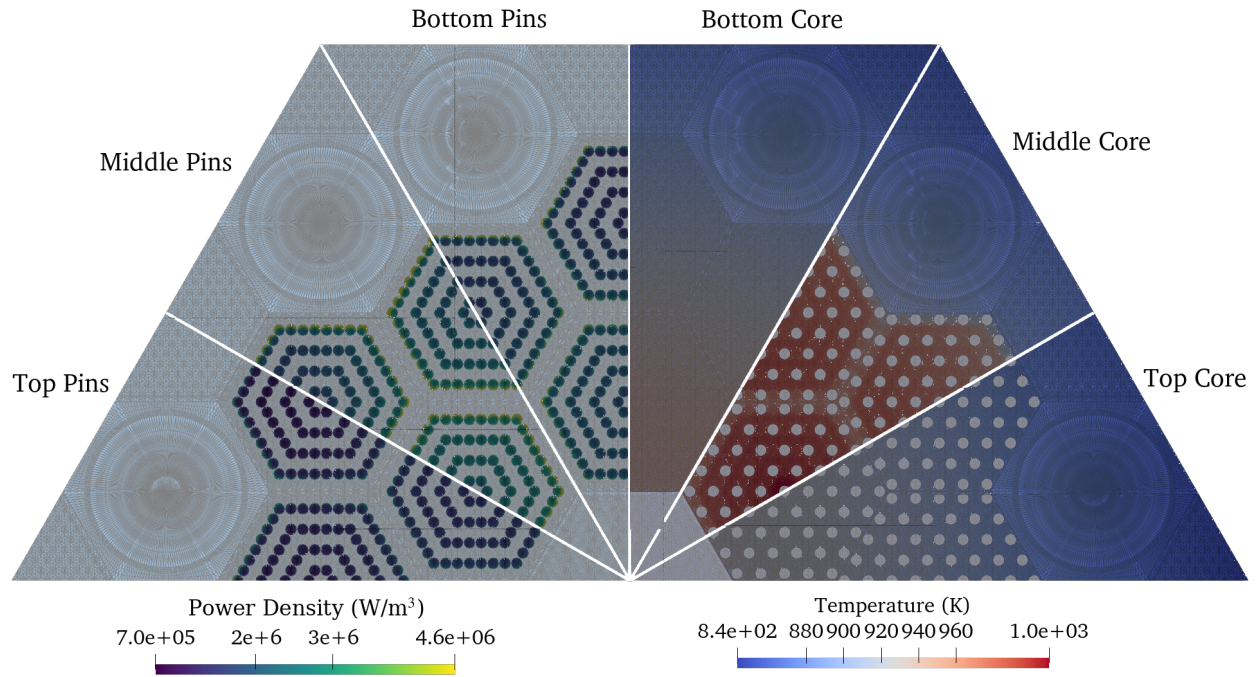 Bottom Pins
Bottom Core
Middle Pins
Middle Core
Top Pins
Top Core
Power Density (W/m³)
7.0e+05 2e+6 3e+6 4.6e+06
Temperature (K)
8.4e+02 880 900 920 940 960 1.0e+03